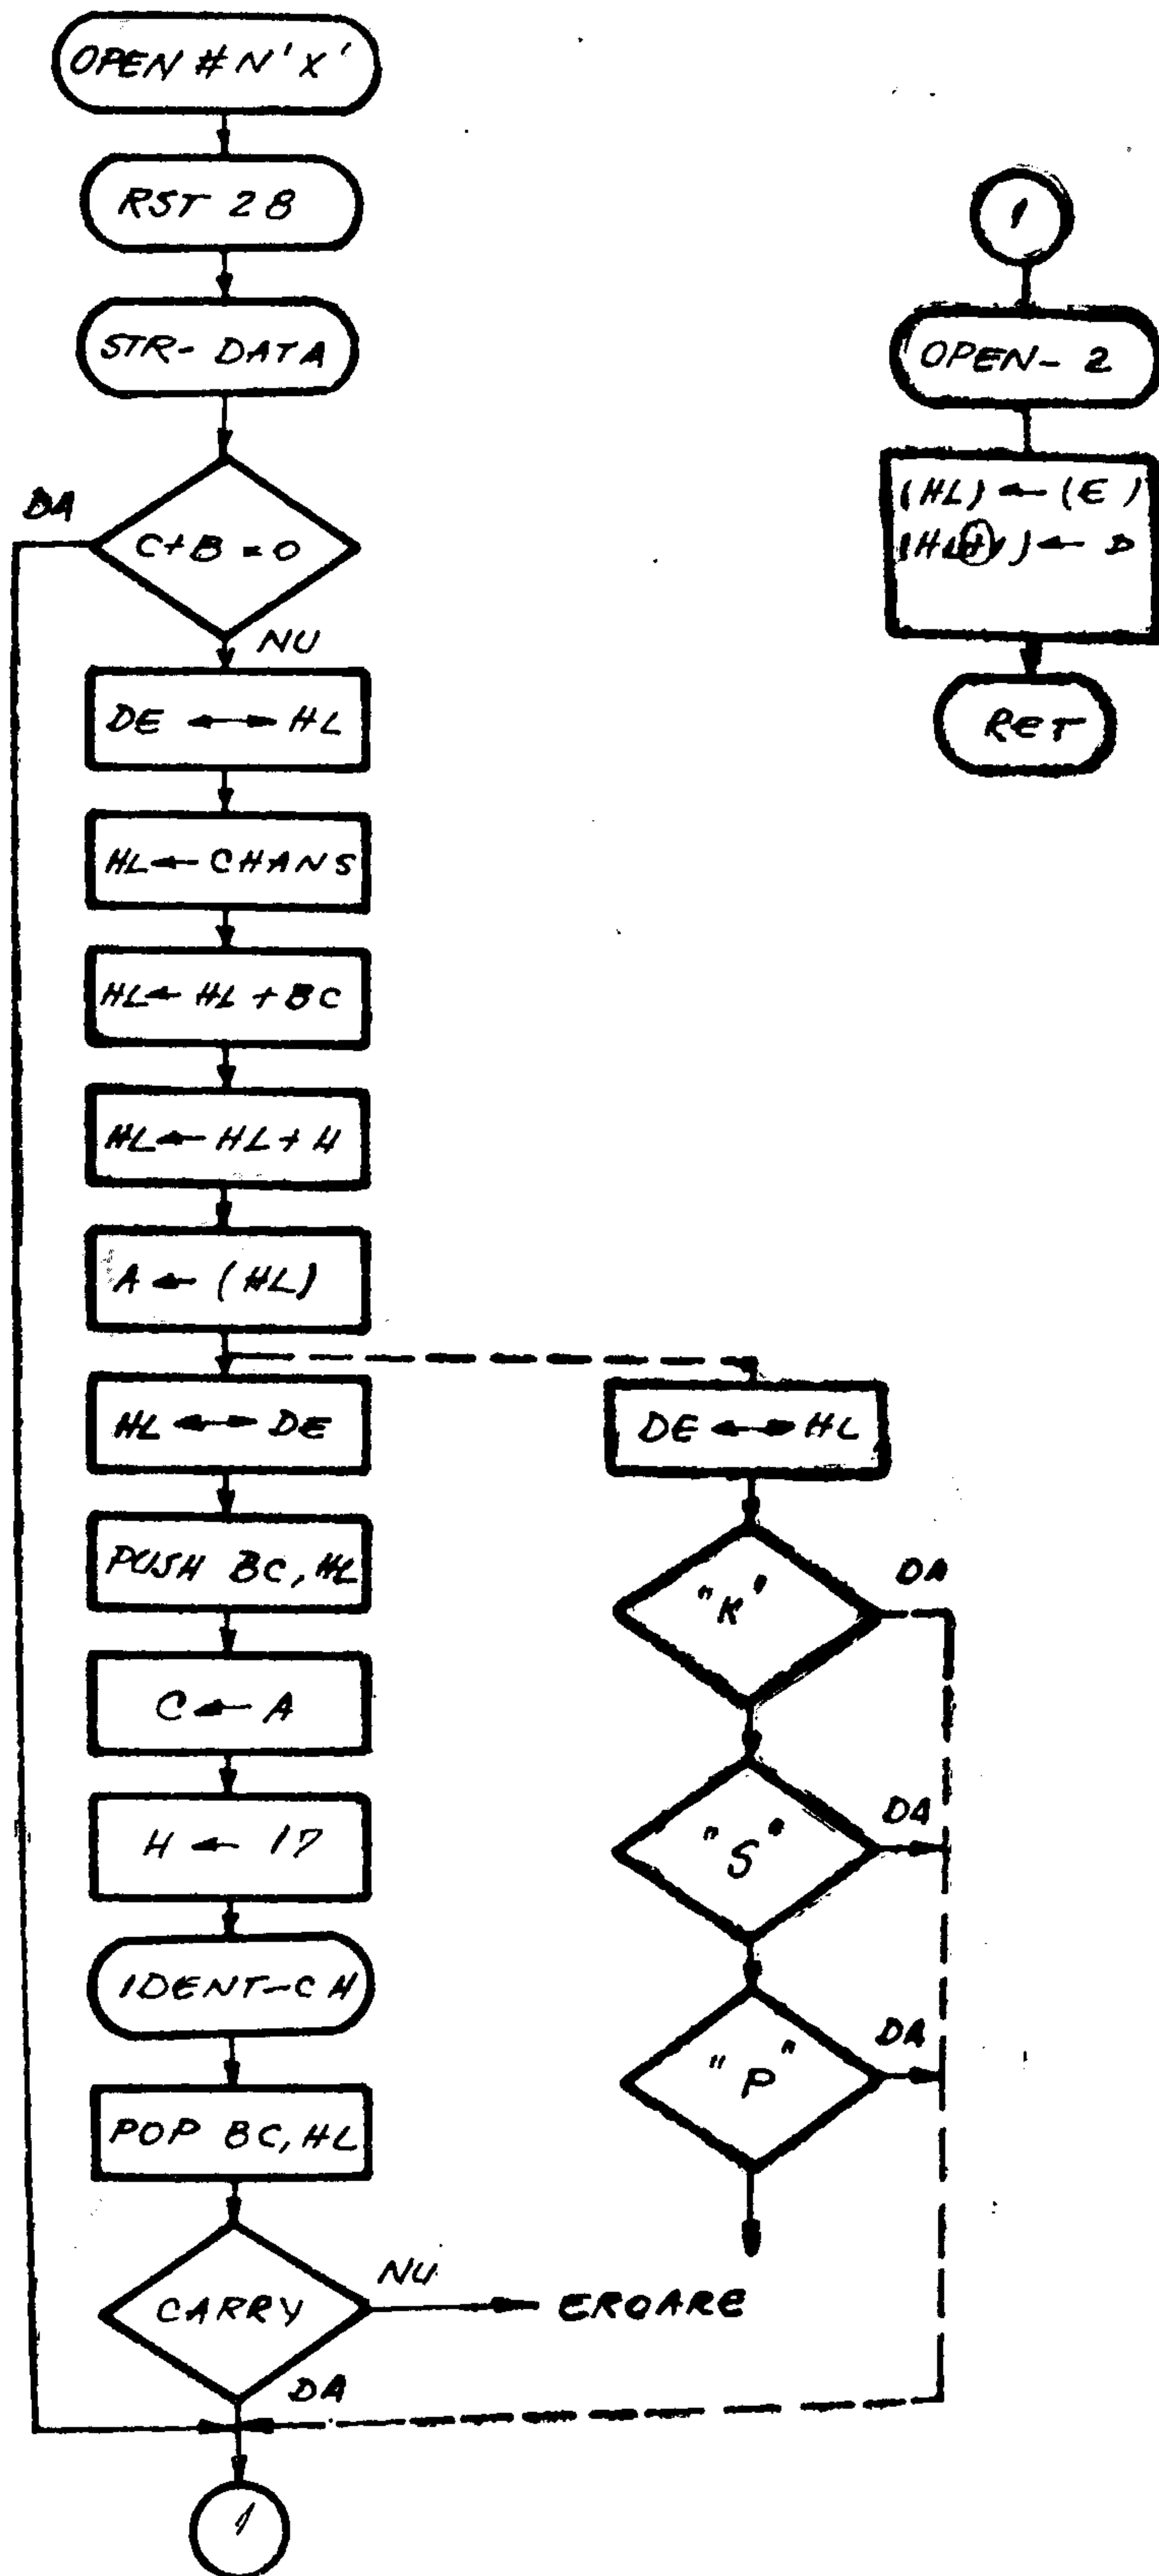 OPEN # N'X'
RST 28
STR- DATA
DA
C+B=0
NU
DE ↔ HL
HL ← CHANS
HL ← HL + BC
HL ← HL + 4
A ← (HL)
HL ↔ DE
PUSH BC, HL
C ← A
H ← 17
IDENT-CH
POP BC, HL
CARRY
NU
EROARE
DA
1
DE ↔ HL
"K"
DA
"S"
DA
"P"
DA
1
OPEN- 2
(HL) ← (E)
(HL+1) ← D
RET